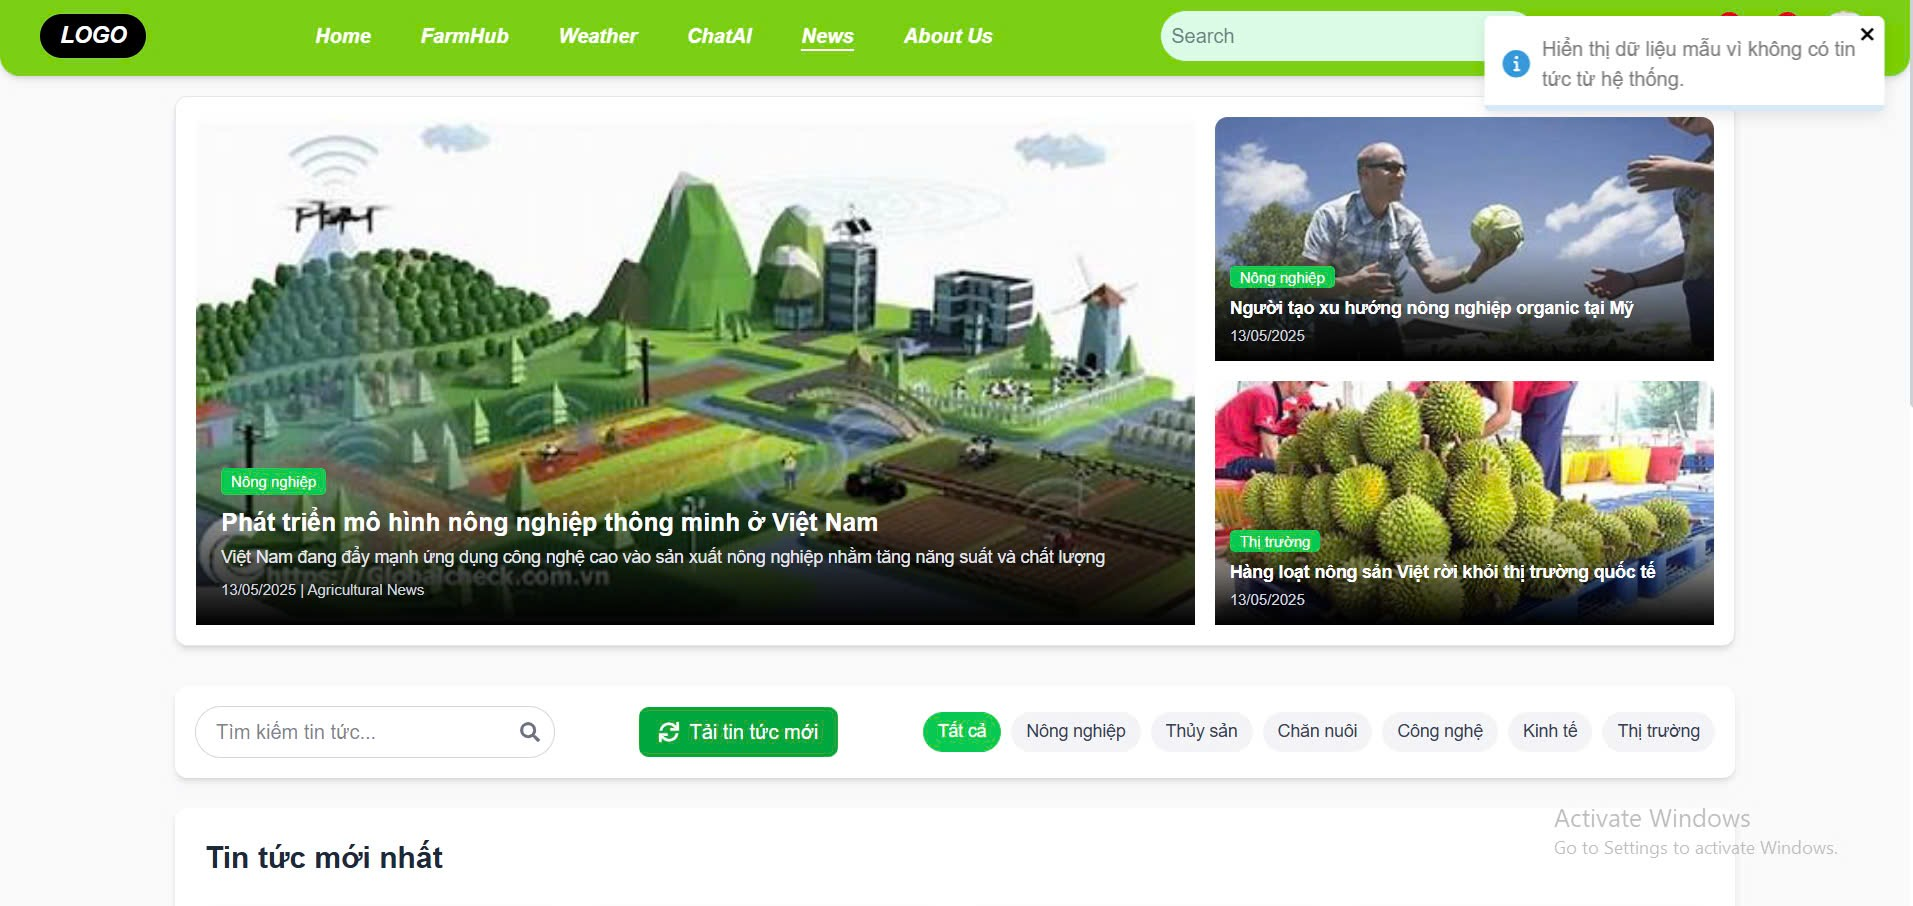 LOGO
Home
FarmHub
Weather
ChatAI
News
About Us
Search
Hiển thị dữ liệu mẫu vì không có tin
tức từ hệ thống.
Nông nghiệp
Phát triển mô hình nông nghiệp thông minh ở Việt Nam
Việt Nam đang đẩy mạnh ứng dụng công nghệ cao vào sản xuất nông nghiệp nhằm tăng năng suất và chất lượng
13/05/2025 | Agricultural News
Nông nghiệp
Người tạo xu hướng nông nghiệp organic tại Mỹ
13/05/2025
Thị trường
Hàng loạt nông sản Việt rời khỏi thị trường quốc tế
13/05/2025
Tìm kiếm tin tức...
Tải tin tức mới
Tất cả
Nông nghiệp
Thủy sản
Chăn nuôi
Công nghệ
Kinh tế
Thị trường
Tin tức mới nhất
Activate Windows
Go to Settings to activate Windows.